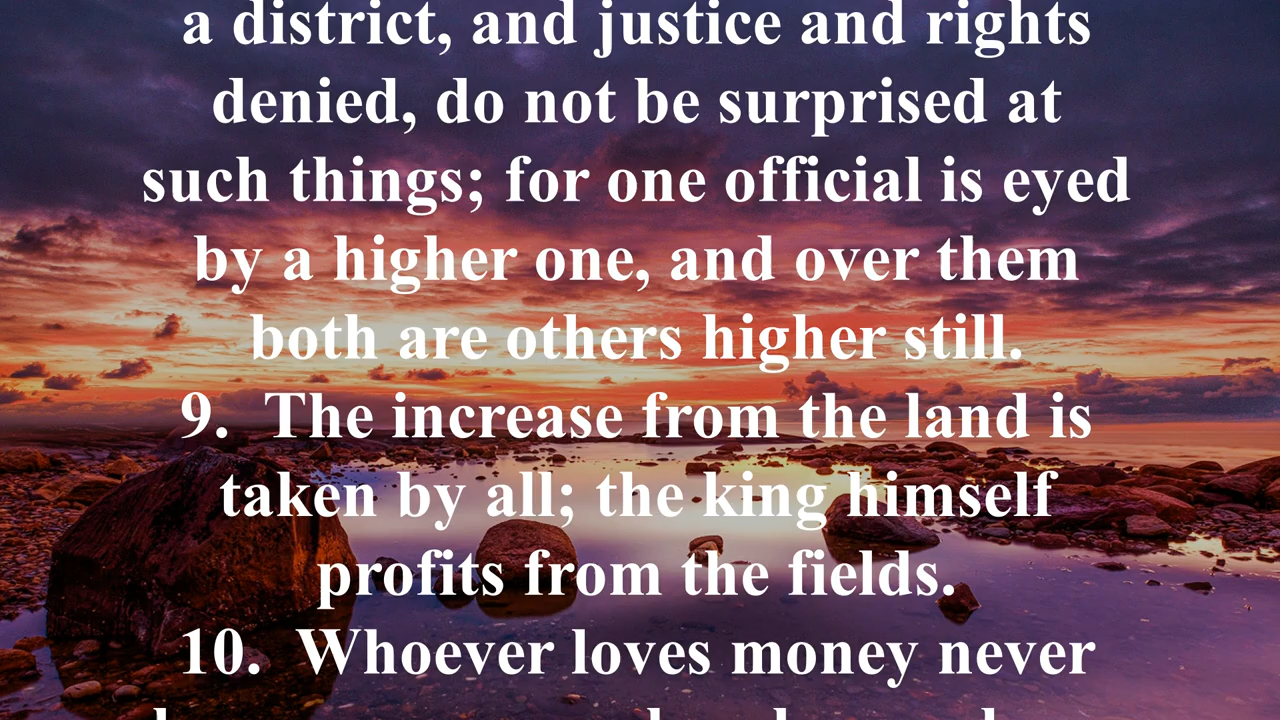 a district, and justice and rights
denied, do not be surprised at
such things; for one official is eyed
by a higher one, and over them
both are others higher still.
9. The increase from the land is
taken by all; the king himself
profits from the fields.
10. Whoever loves money never